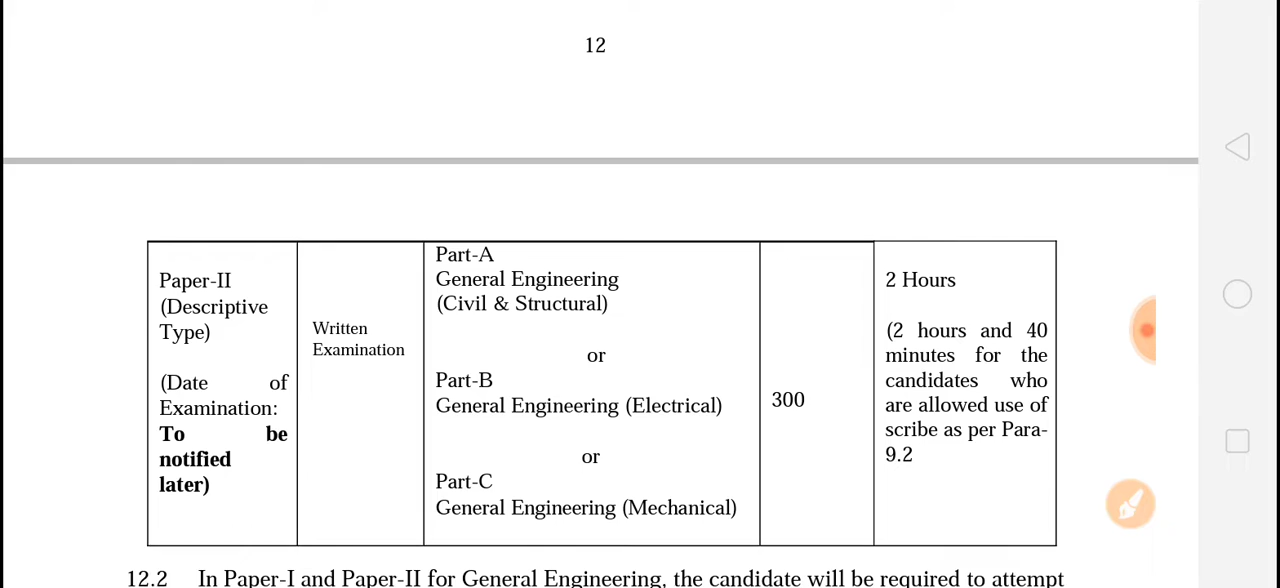 12
Paper-II
(Descriptive
Type)
(Date of
Examination:
To be
notified
later)
Written
Examination
Part-A
General Engineering
(Civil & Structural)
or
Part-B
General Engineering (Electrical)
or
Part-C
General Engineering (Mechanical)
300
2 Hours
(2 hours and 40
minutes for the
candidates who
are allowed use of
scribe as per Para-
9.2
12.2 In Paper-I and Paper-II for General Engineering, the candidate will be required to attempt